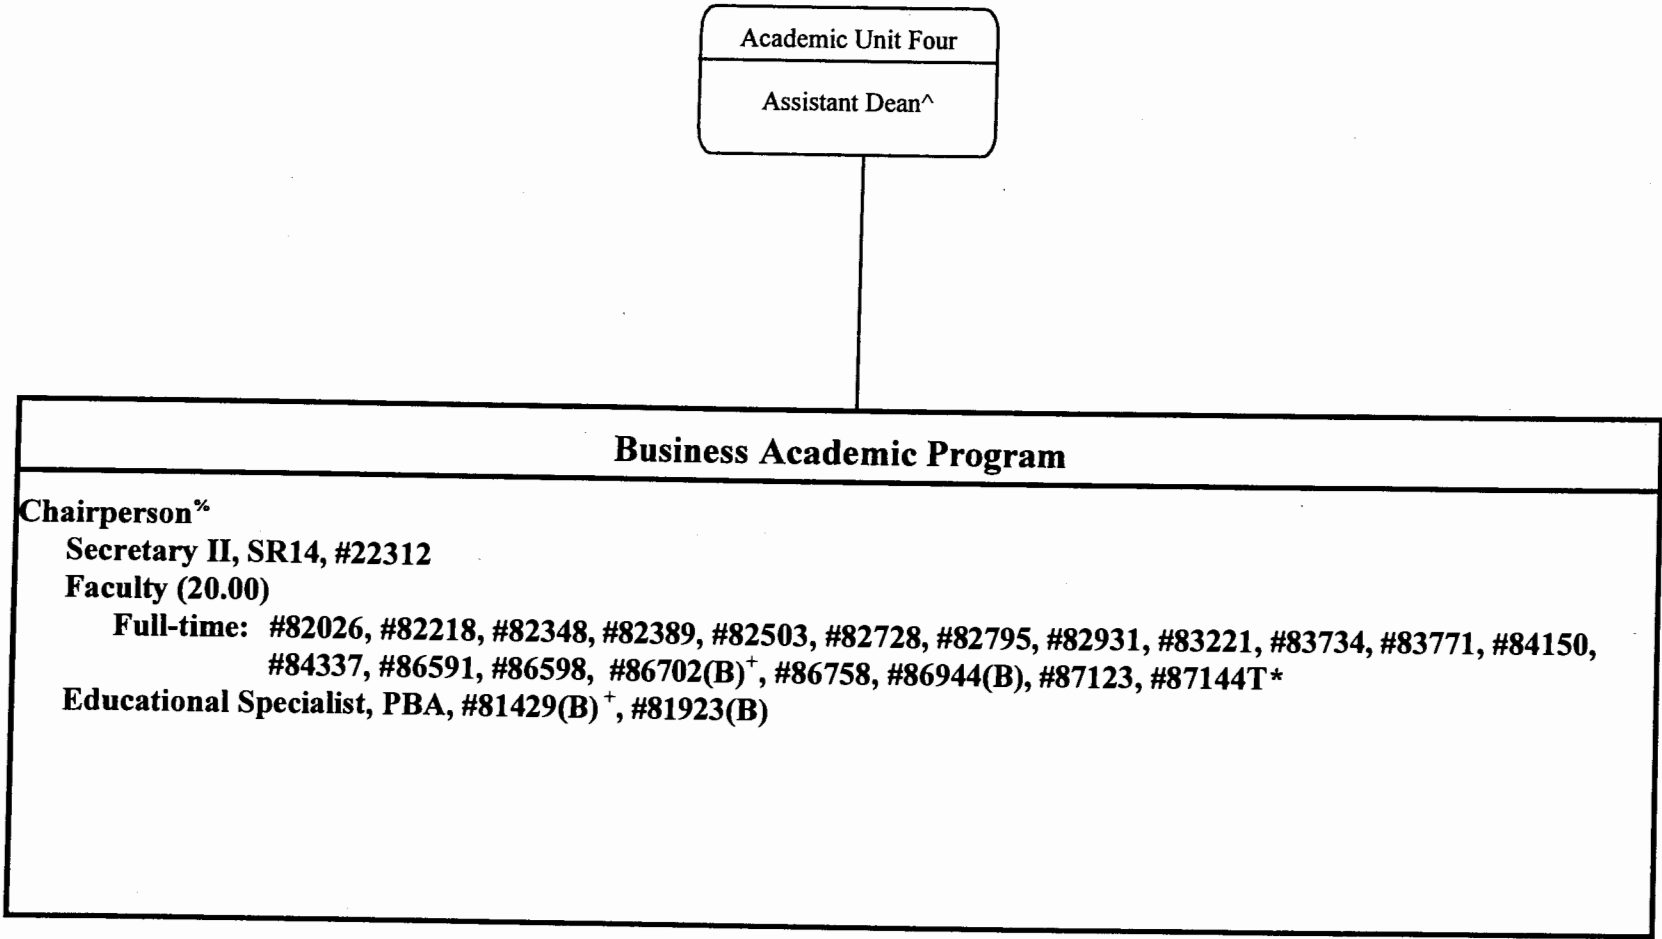 Academic Unit Four
Assistant Dean^
Business Academic Program
Chairperson%
Secretary II, SR14, #22312
Faculty (20.00)
Full-time: #82026, #82218, #82348, #82389, #82503, #82728, #82795, #82931, #83221, #83734, #83771, #84150,
#84337, #86591, #86598, #86702(B)+, #86758, #86944(B), #87123, #87144T*
Educational Specialist, PBA, #81429(B)+, #81923(B)